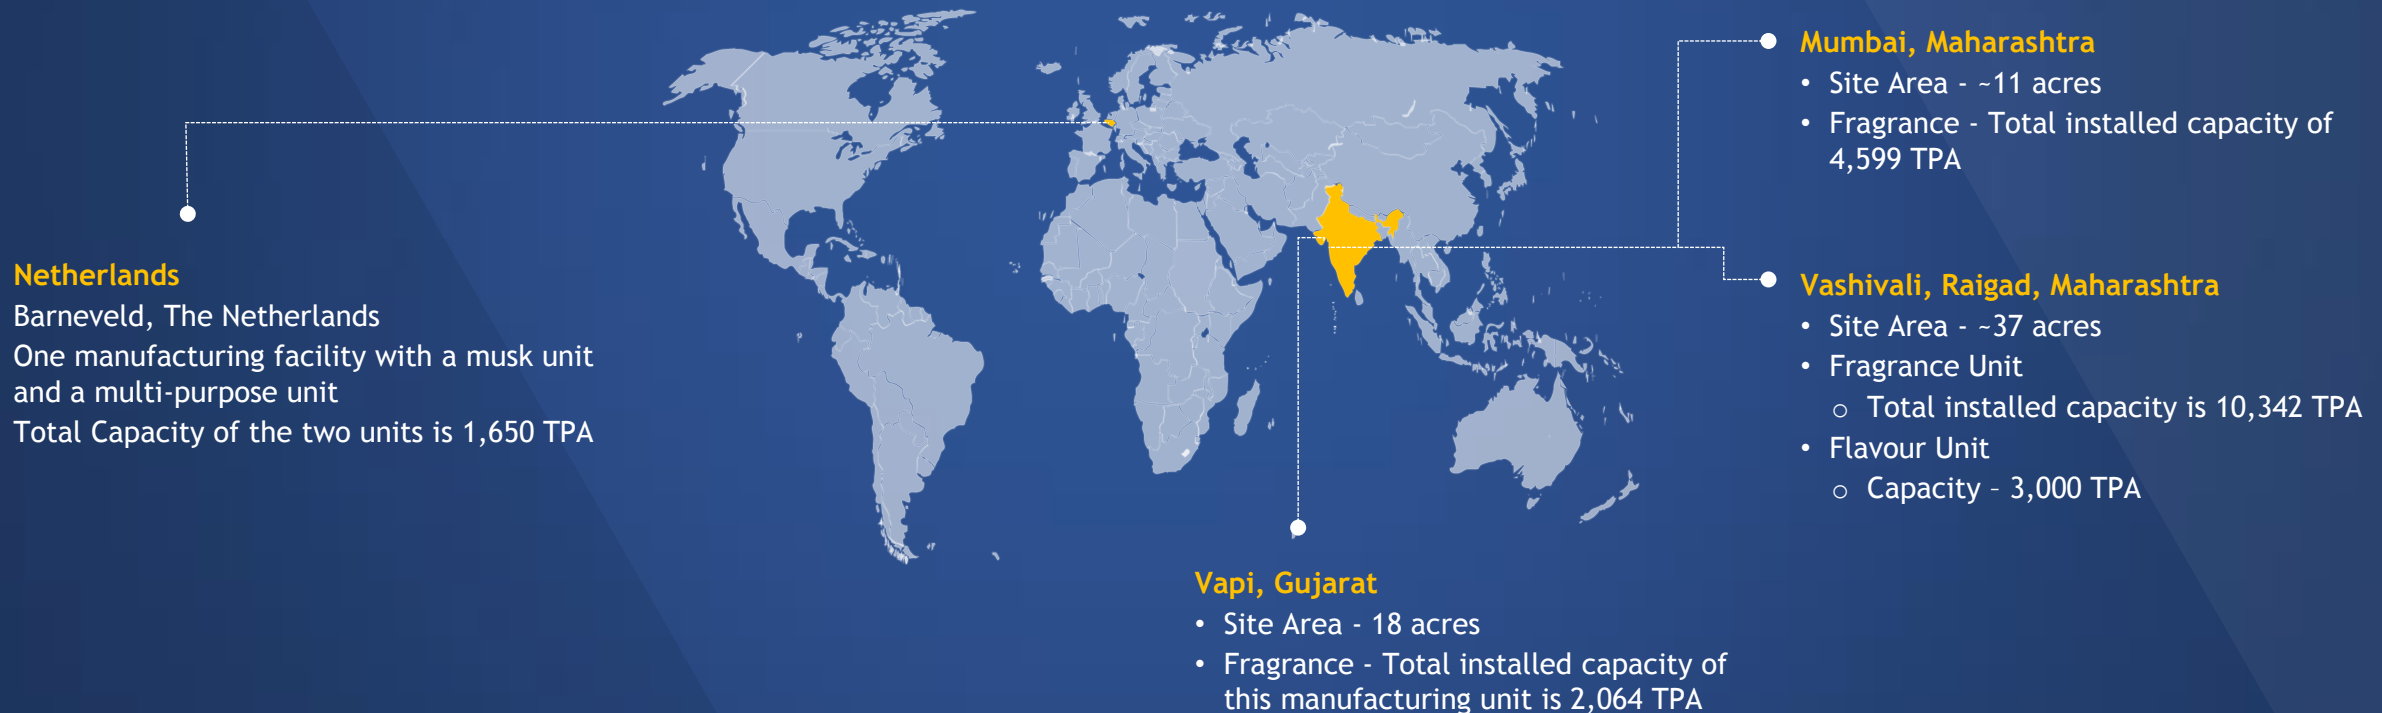 Netherlands
Barneveld, The Netherlands
One manufacturing facility with a musk unit
and a multi-purpose unit
Total Capacity of the two units is 1,650 TPA
Mumbai, Maharashtra
• Site Area - ~11 acres
• Fragrance - Total installed capacity of
4,599 TPA
Vashivali, Raigad, Maharashtra
• Site Area - ~37 acres
• Fragrance Unit
o Total installed capacity is 10,342 TPA
• Flavour Unit
o Capacity – 3,000 TPA
Vapi, Gujarat
• Site Area - 18 acres
• Fragrance - Total installed capacity of
this manufacturing unit is 2,064 TPA